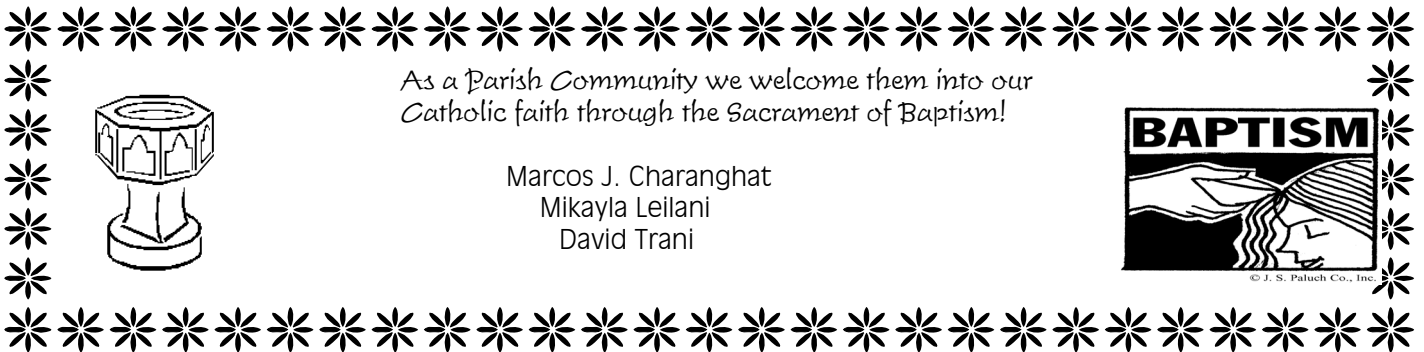 As a Parish Community we welcome them into our
Catholic faith through the Sacrament of Baptism!
Marcos J. Charanghat
Mikayla Leilani
David Trani
BAPTISM
© J. S. Paluch Co., Inc.